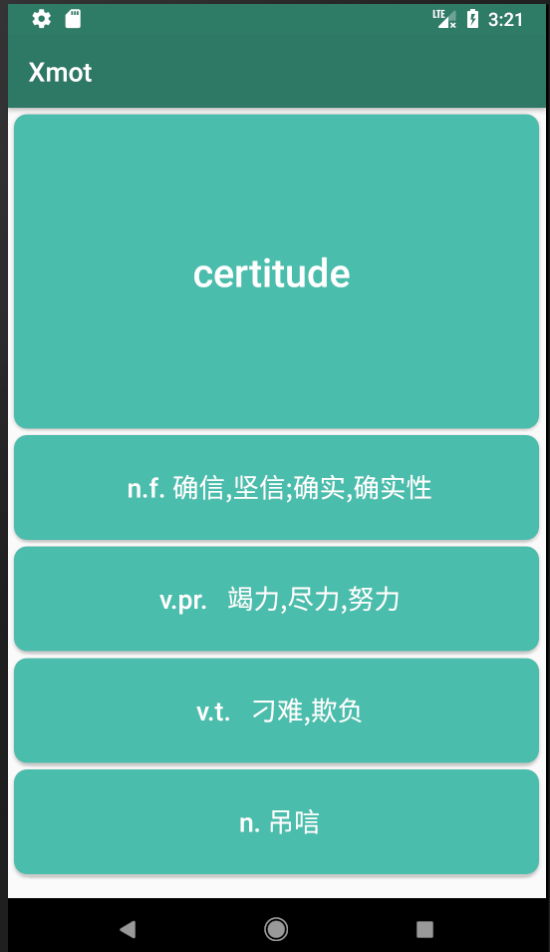 LTE 3:21
Xmot
certitude
n.f. 确信,坚信;确实,确实性
v.pr. 竭力,尽力,努力
v.t. 刁难,欺负
n. 吊唁